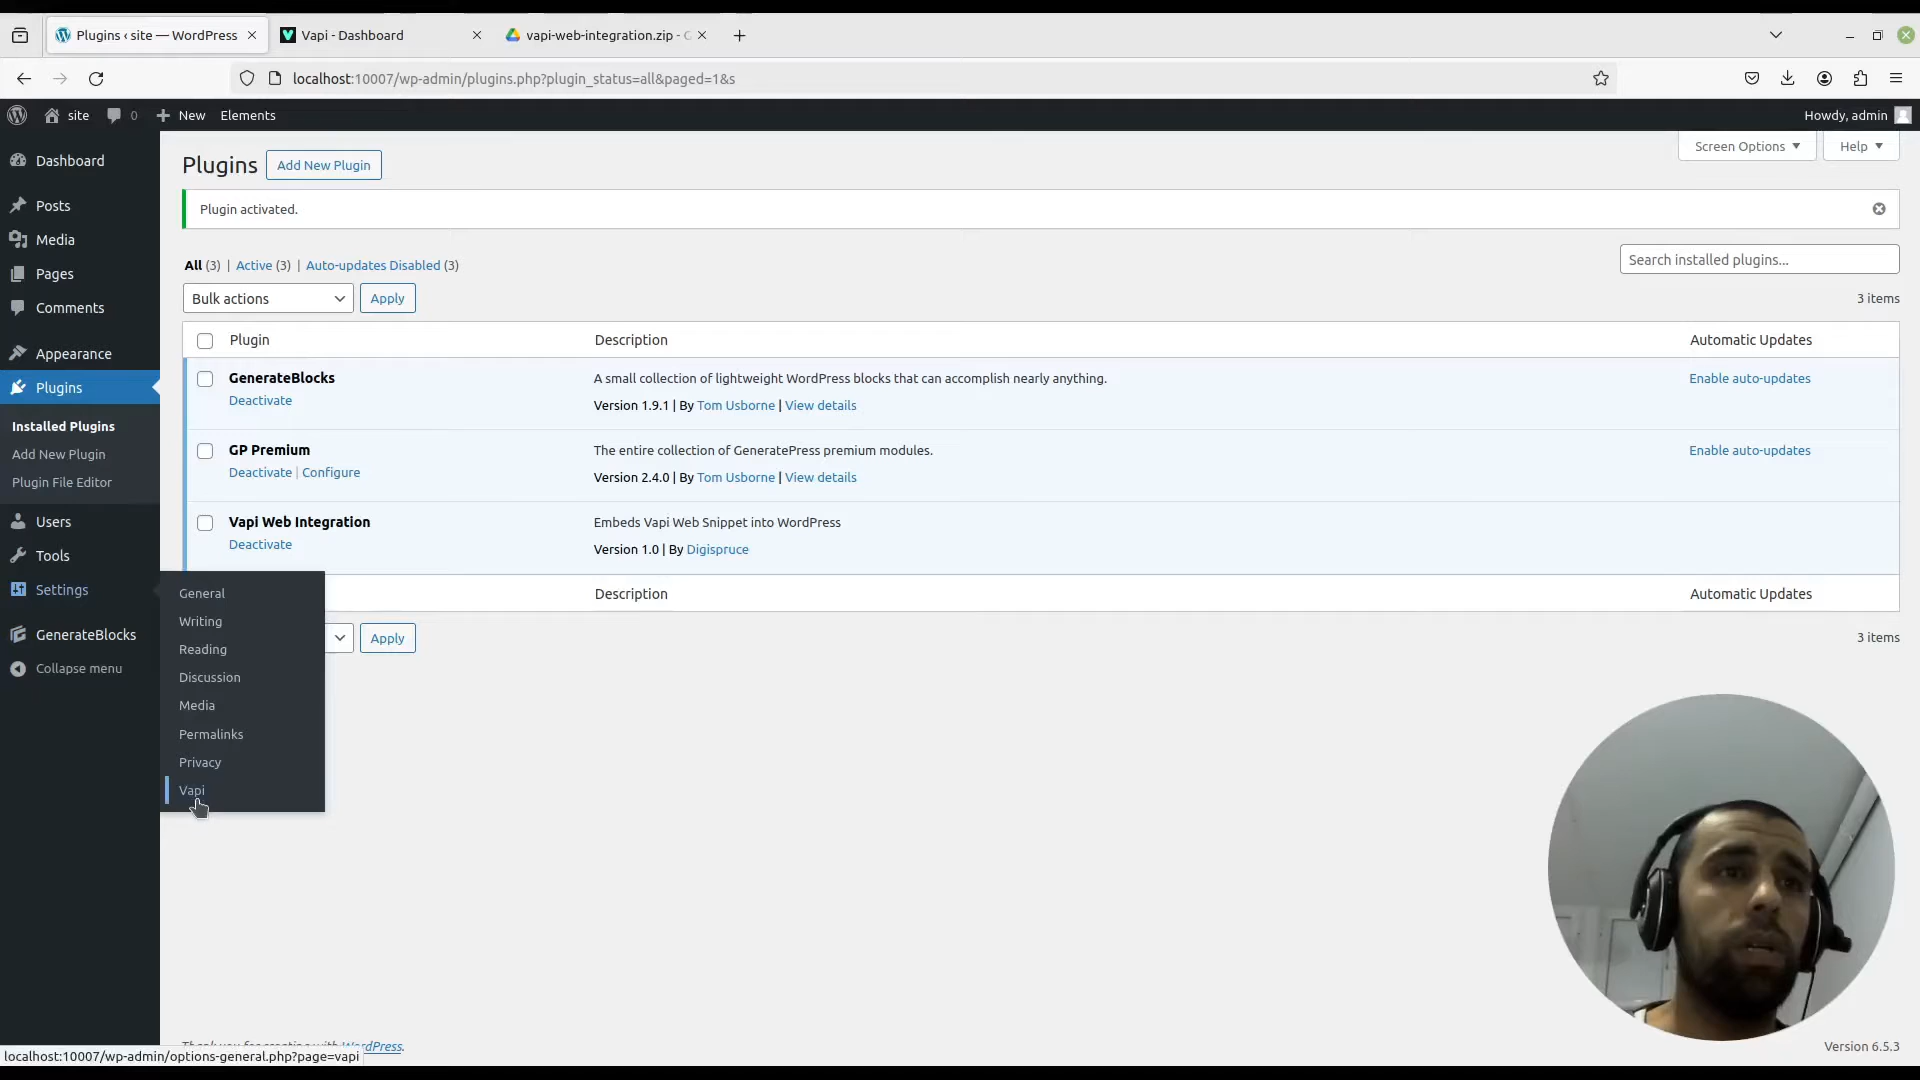 Plugins ‹ site — WordPress
Vapi - Dashboard
vapi-web-integration.zip -
localhost:10007/wp-admin/plugins.php?plugin_status=all&paged=1&s
site
0
New
Elements
Howdy, admin
Dashboard
Posts
Media
Pages
Comments
Appearance
Plugins
Installed Plugins
Add New Plugin
Plugin File Editor
Users
Tools
Settings
GenerateBlocks
Collapse menu
General
Writing
Reading
Discussion
Media
Permalinks
Privacy
Vapi
Plugins
Add New Plugin
Screen Options
Help
Plugin activated.
All (3) | Active (3) | Auto-updates Disabled (3)
Search installed plugins...
Bulk actions
Apply
3 items
Plugin
Description
Automatic Updates
GenerateBlocks
Deactivate
A small collection of lightweight WordPress blocks that can accomplish nearly anything.
Version 1.9.1 | By Tom Usborne | View details
Enable auto-updates
GP Premium
Deactivate | Configure
The entire collection of GeneratePress premium modules.
Version 2.4.0 | By Tom Usborne | View details
Enable auto-updates
Vapi Web Integration
Deactivate
Embeds Vapi Web Snippet into WordPress
Version 1.0 | By Digispruce
Description
Automatic Updates
Apply
3 items
Thank you for creating with WordPress.
Version 6.5.3
localhost:10007/wp-admin/options-general.php?page=vapi